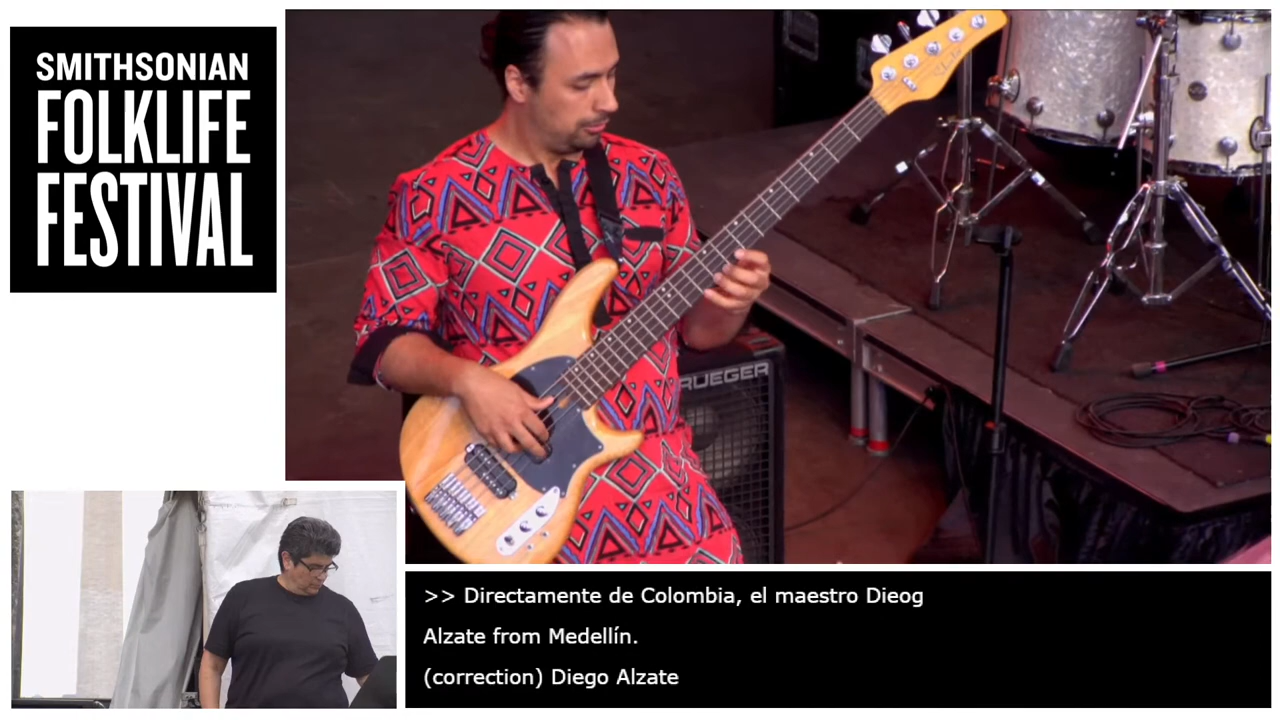 SMITHSONIAN
FOLKLIFE
FESTIVAL
RUEGER
>> Directamente de Colombia, el maestro Dieog
Alzate from Medellín.
(correction) Diego Alzate